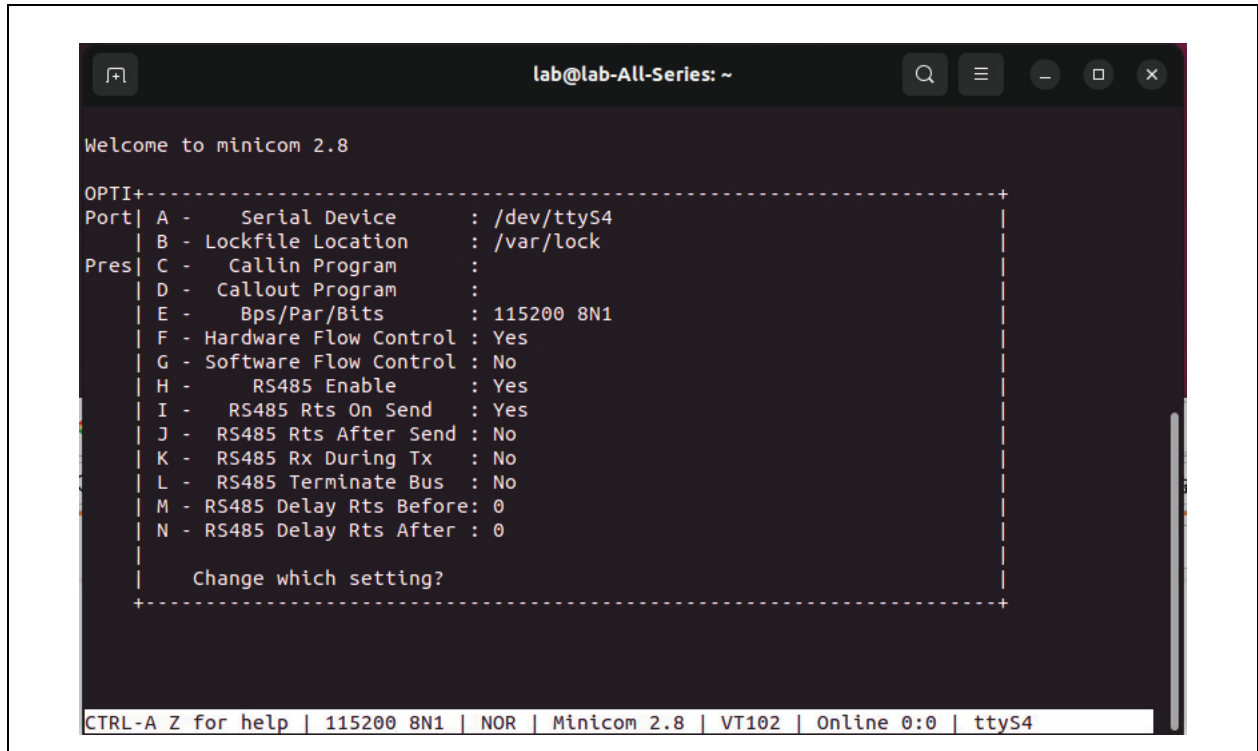 lab@lab-All-Series: ~
Welcome to minicom 2.8
OPTI+-----------------------------------------------------------------------+
Port| A -    Serial Device      : /dev/ttyS4                                |
    | B - Lockfile Location     : /var/lock                                 |
Pres| C -   Callin Program      :                                           |
    | D -  Callout Program      :                                           |
    | E -    Bps/Par/Bits       : 115200 8N1                                |
    | F - Hardware Flow Control : Yes                                       |
    | G - Software Flow Control : No                                        |
    | H -     RS485 Enable      : Yes                                       |
    | I -   RS485 Rts On Send   : Yes                                       |
    | J -  RS485 Rts After Send : No                                        |
    | K -  RS485 Rx During Tx   : No                                        |
    | L -  RS485 Terminate Bus  : No                                        |
    | M - RS485 Delay Rts Before: 0                                         |
    | N - RS485 Delay Rts After : 0                                         |
    |                                                                       |
    |    Change which setting?                                              |
    +-----------------------------------------------------------------------+
CTRL-A Z for help | 115200 8N1 | NOR | Minicom 2.8 | VT102 | Online 0:0 | ttyS4